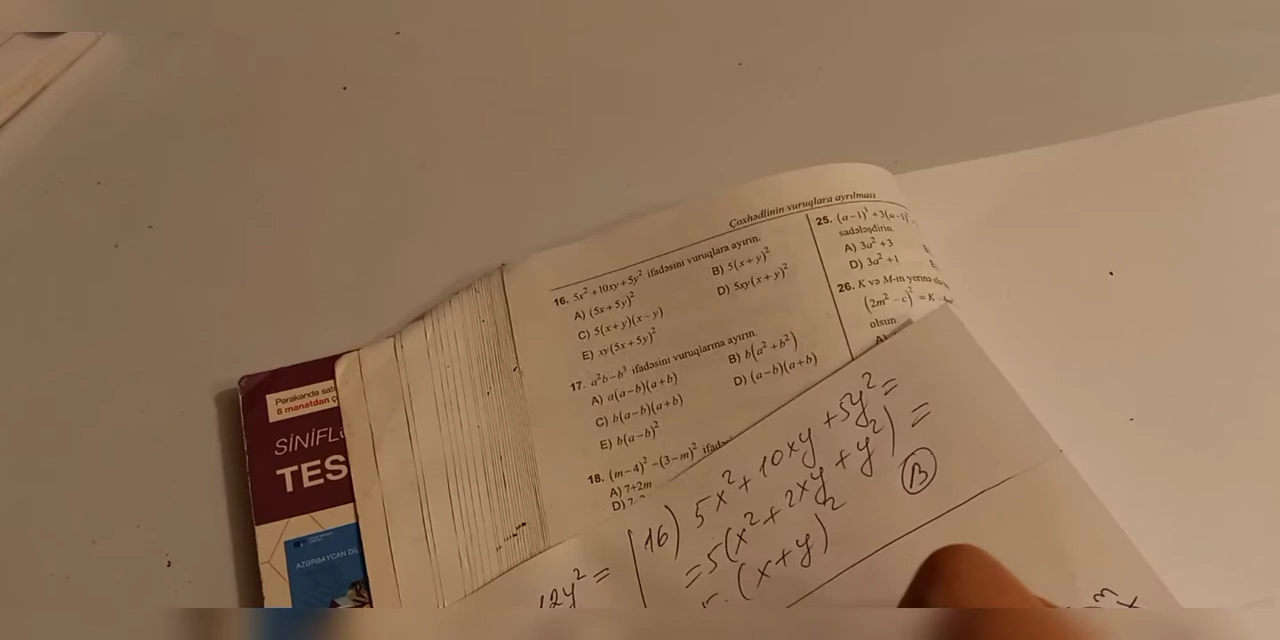 Çoxhədlinin vuruqlara ayrılması
16. 5x²+10xy+5y² ifadəsini vuruqlara ayırın.
A) (5x+5y)²
B) 5(x+y)²
C) 5(x+y)(x−y)
D) 5xy(x+y)²
E) xy(5x+5y)²
17. a²b−b³ ifadəsini vuruqlarına ayırın.
A) a(a−b)(a+b)
B) b(a²+b²)
C) b(a−b)(a+b)
D) (a−b)(a+b)
E) b(a−b)²
18. (m−4)²−(3−m)²
A) 7+2m
D) 7
25. (a−1)³+3(a−1)²
sadələşdirin.
A) 3a²+3
D) 3a²+1
26. K və M-in yerinə
(2m²−c)²=K
olsun
A)
Pərakəndə
6 manatdan
SİNİFL
TES
AZƏRBAYCAN DİL
12y²=
16) 5x²+10xy+5y²=
=5(x²+2xy+y²)=
(x+y)²
B